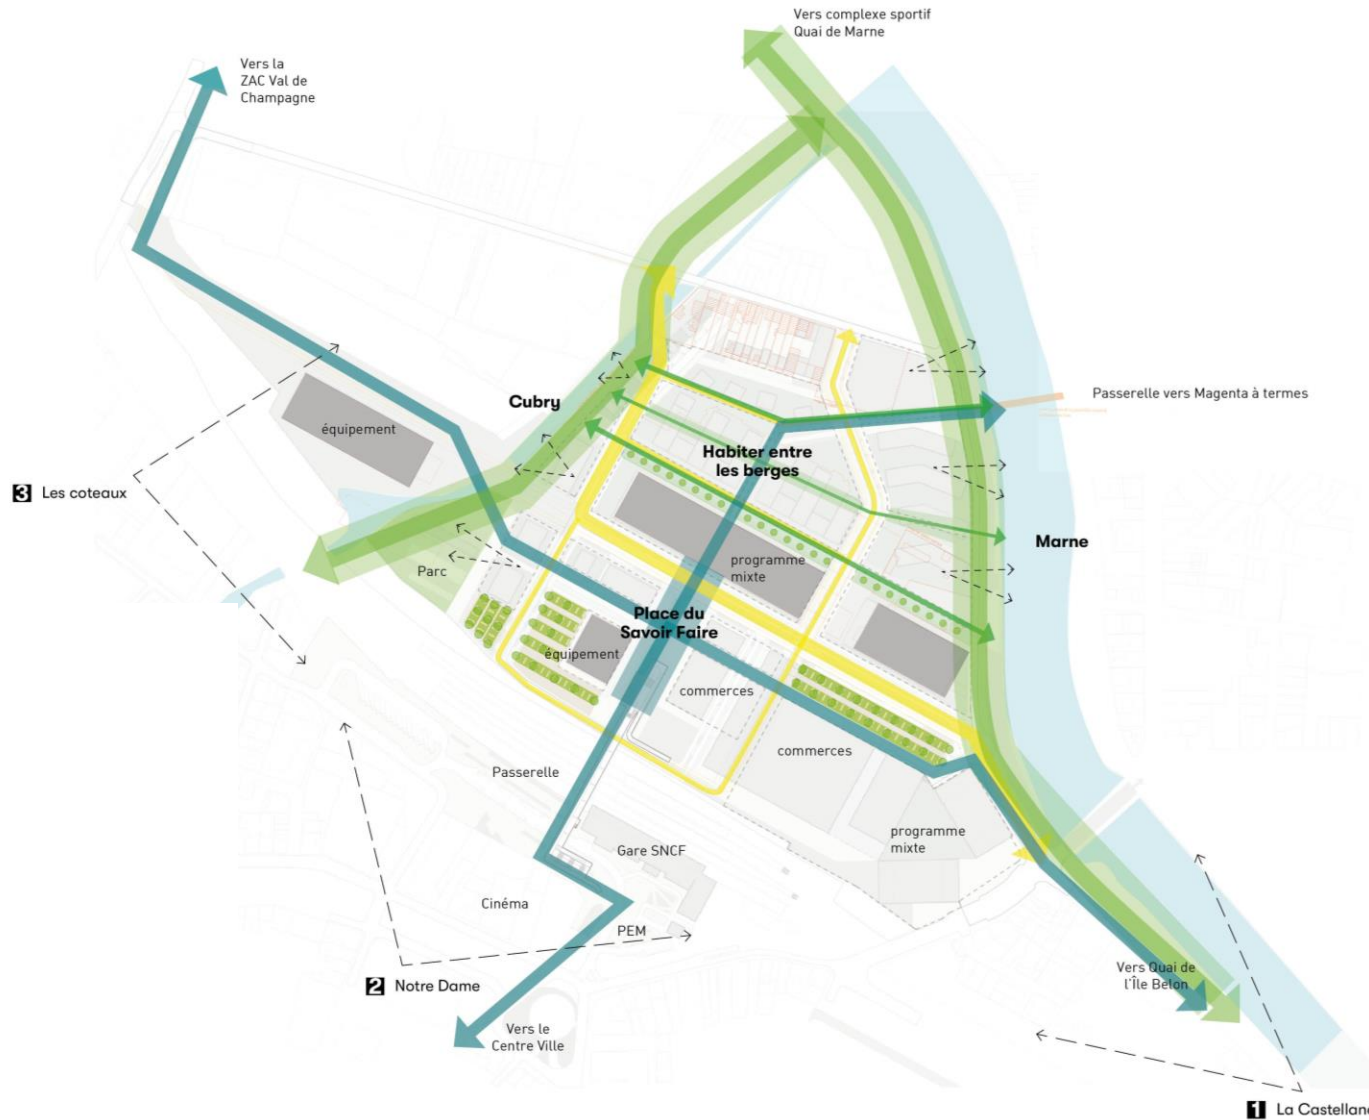 Vers complexe sportif
Quai de Marne
Vers la
ZAC Val de
Champagne
Passerelle vers Magenta à termes
Cubry
équipement
Habiter entre
les berges
3 Les coteaux
Marne
programme
mixte
Parc
Place du
Savoir Faire
équipement
commerces
commerces
Passerelle
programme
mixte
Gare SNCF
Cinéma
PEM
2 Notre Dame
Vers Quai de
l'Île Belon
Vers le
Centre Ville
1 La Castellane